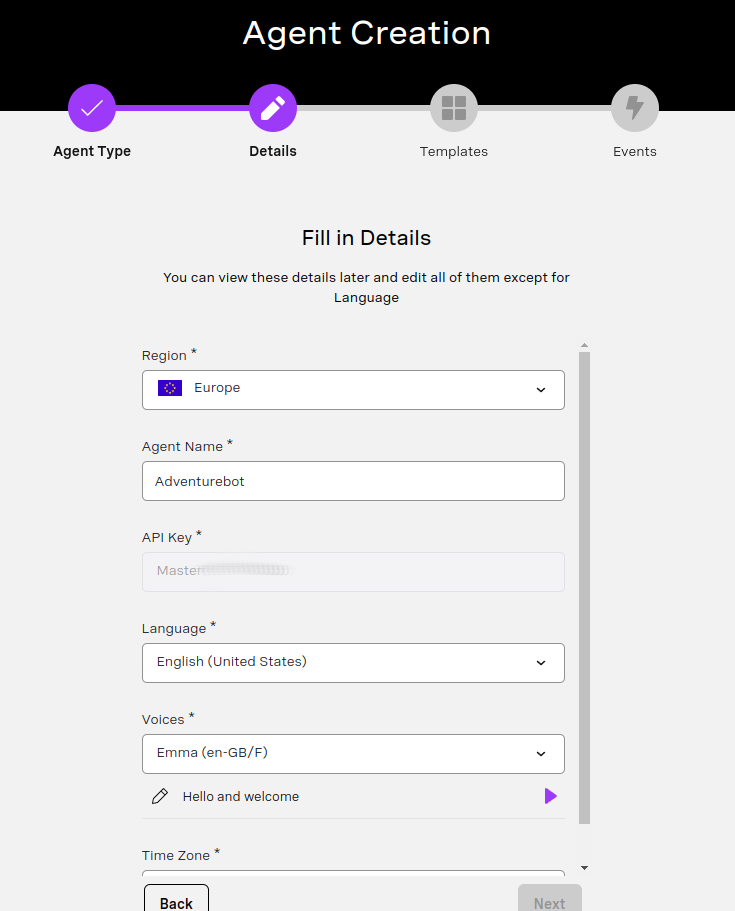 Agent Creation
Agent Type
Details
Templates
Events
Fill in Details
You can view these details later and edit all of them except for
Language
Region *
Europe
Agent Name *
Adventurebot
API Key *
Master
Language *
English (United States)
Voices *
Emma (en-GB/F)
Hello and welcome
Time Zone *
Back
Next